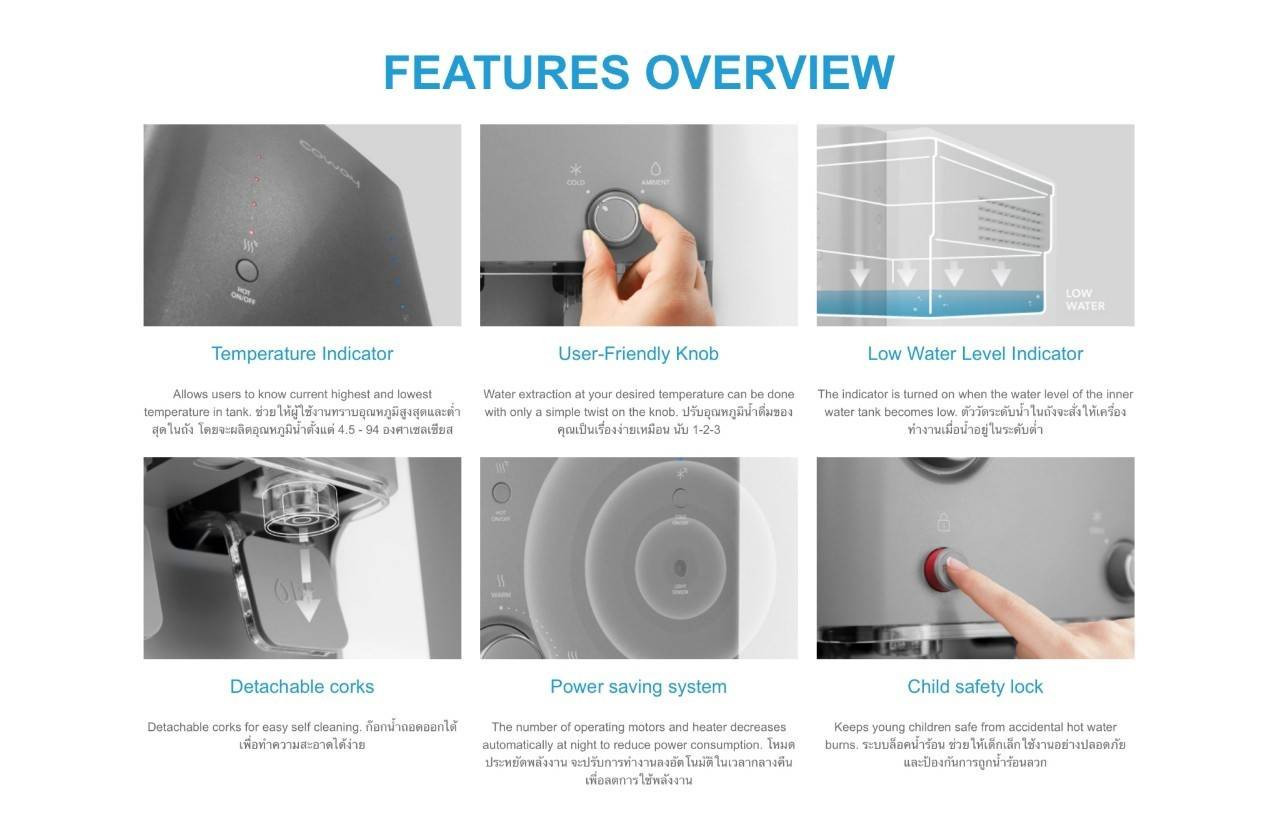 FEATURES OVERVIEW
COWAY
HOT
ON/OFF
COLD
AMBIENT
LOW
WATER
Temperature Indicator
User-Friendly Knob
Low Water Level Indicator
Allows users to know current highest and lowest
temperature in tank. ช่วยให้ผู้ใช้งานทราบอุณหภูมิสูงสุดและต่ำ
สุดในถัง โดยจะผลิตอุณหภูมิน้ำตั้งแต่ 4.5 - 94 องศาเซลเซียส
Water extraction at your desired temperature can be done
with only a simple twist on the knob. ปรับอุณหภูมิน้ำดื่มของ
คุณเป็นเรื่องง่ายเหมือน นับ 1-2-3
The indicator is turned on when the water level of the inner
water tank becomes low. ตัววัดระดับน้ำในถังจะสั่งให้เครื่อง
ทำงานเมื่อน้ำอยู่ในระดับต่ำ
HOT
ON/OFF
COLD
ON/OFF
WARM
LIGHT
SENSOR
Detachable corks
Power saving system
Child safety lock
Detachable corks for easy self cleaning. ก๊อกน้ำถอดออกได้
เพื่อทำความสะอาดได้ง่าย
The number of operating motors and heater decreases
automatically at night to reduce power consumption. โหมด
ประหยัดพลังงาน จะปรับการทำงานลงอัตโนมัติในเวลากลางคืน
เพื่อลดการใช้พลังงาน
Keeps young children safe from accidental hot water
burns. ระบบล็อคน้ำร้อน ช่วยให้เด็กเล็กใช้งานอย่างปลอดภัย
และป้องกันการถูกน้ำร้อนลวก